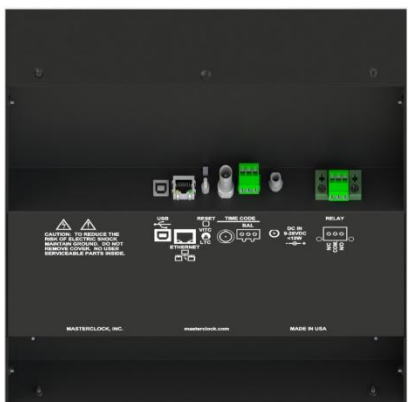 USB
RESET
TIME CODE
RELAY
VITC
BAL
DC IN
9-28VDC
<10W
LTC
ETHERNET
CAUTION: TO REDUCE THE
RISK OF ELECTRIC SHOCK
MAINTAIN GROUND. DO NOT
REMOVE COVER. NO USER
SERVICEABLE PARTS INSIDE.
NC
COM
NO
MASTERCLOCK, INC.
masterclock.com
MADE IN USA